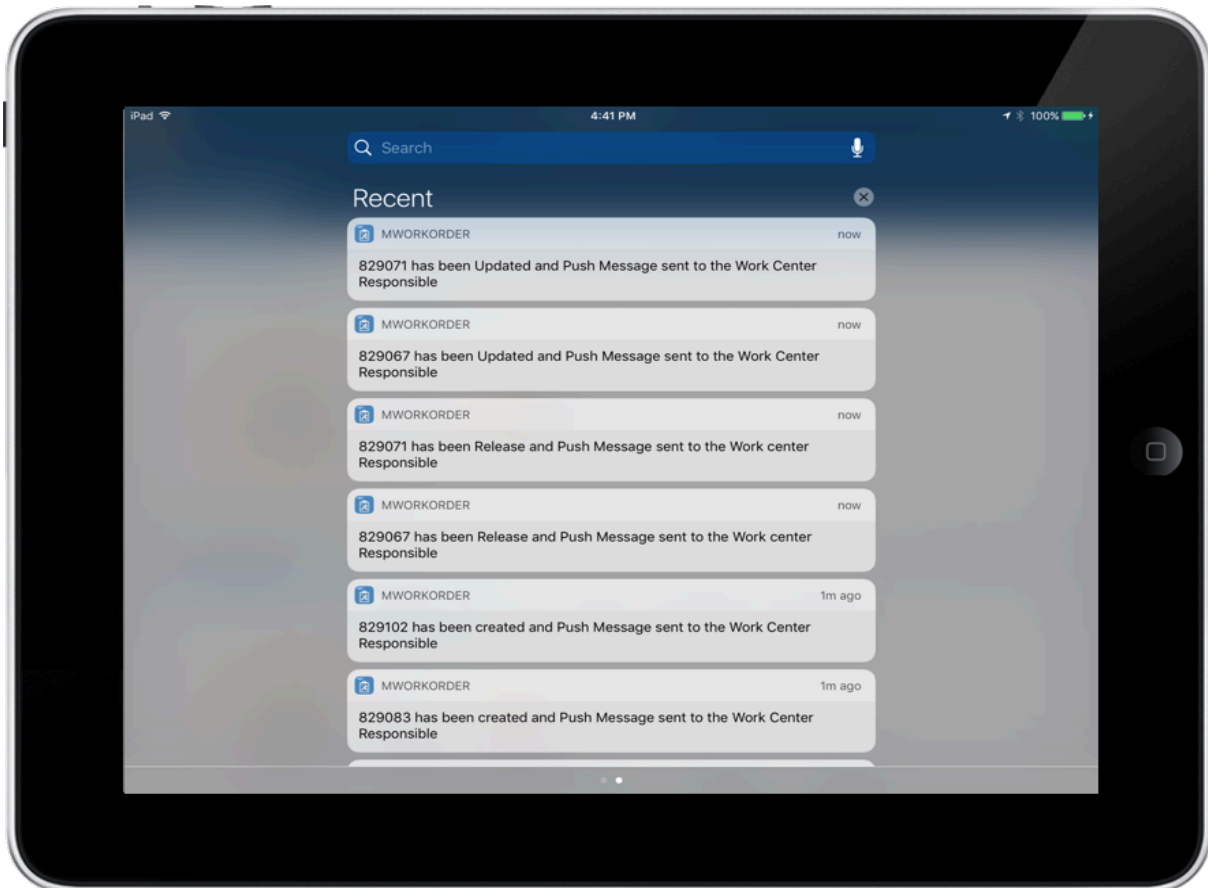 iPad
4:41 PM
100%
Search
Recent
MWORKORDER
now
829071 has been Updated and Push Message sent to the Work Center
Responsible
MWORKORDER
now
829067 has been Updated and Push Message sent to the Work Center
Responsible
MWORKORDER
now
829071 has been Release and Push Message sent to the Work center
Responsible
MWORKORDER
now
829067 has been Release and Push Message sent to the Work center
Responsible
MWORKORDER
1m ago
829102 has been created and Push Message sent to the Work Center
Responsible
MWORKORDER
1m ago
829083 has been created and Push Message sent to the Work Center
Responsible